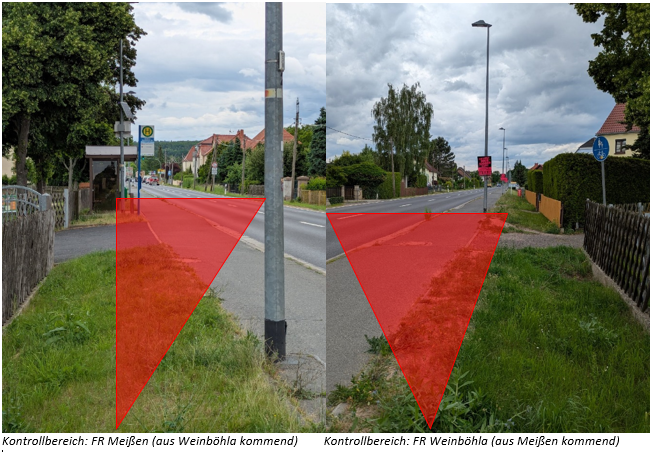 H
Kontrollbereich: FR Meißen (aus Weinböhla kommend)
Kontrollbereich: FR Weinböhla (aus Meißen kommend)